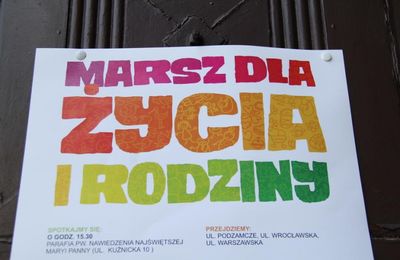 MARSZ DLA
ŻYCIA
I RODZINY
SPOTKAJMY SIĘ:
O GODZ. 15.30
PARAFIA PW. NAWIEDZENIA NAJŚWIĘTSZEJ
MARYI PANNY (UL. KUŹNICKA 10 )
PRZEJDZIEMY:
UL. PODZAMCZE, UL. WROCŁAWSKA,
UL. WARSZAWSKA